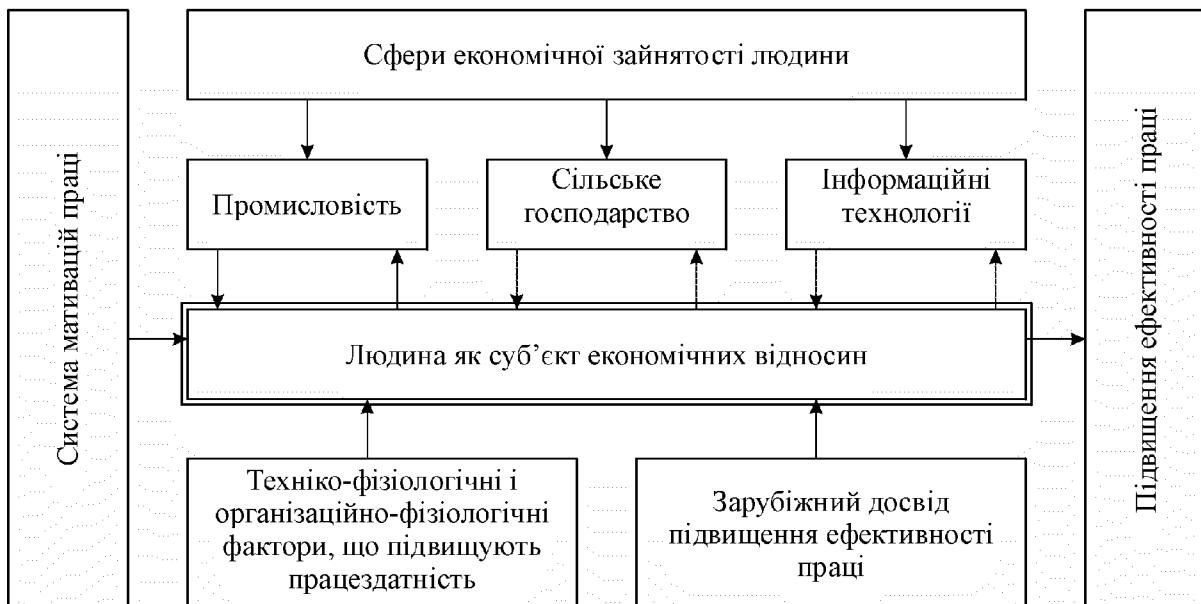 Система мативацій праці
Сфери економічної зайнятості людини
Промисловість
Сільське
господарство
Інформаційні
технології
Людина як суб’єкт економічних відносин
Техніко-фізіологічні і
організаційно-фізіологічні
фактори, що підвищують
працездатність
Зарубіжний досвід
підвищення ефективності
праці
Підвищення ефективності праці